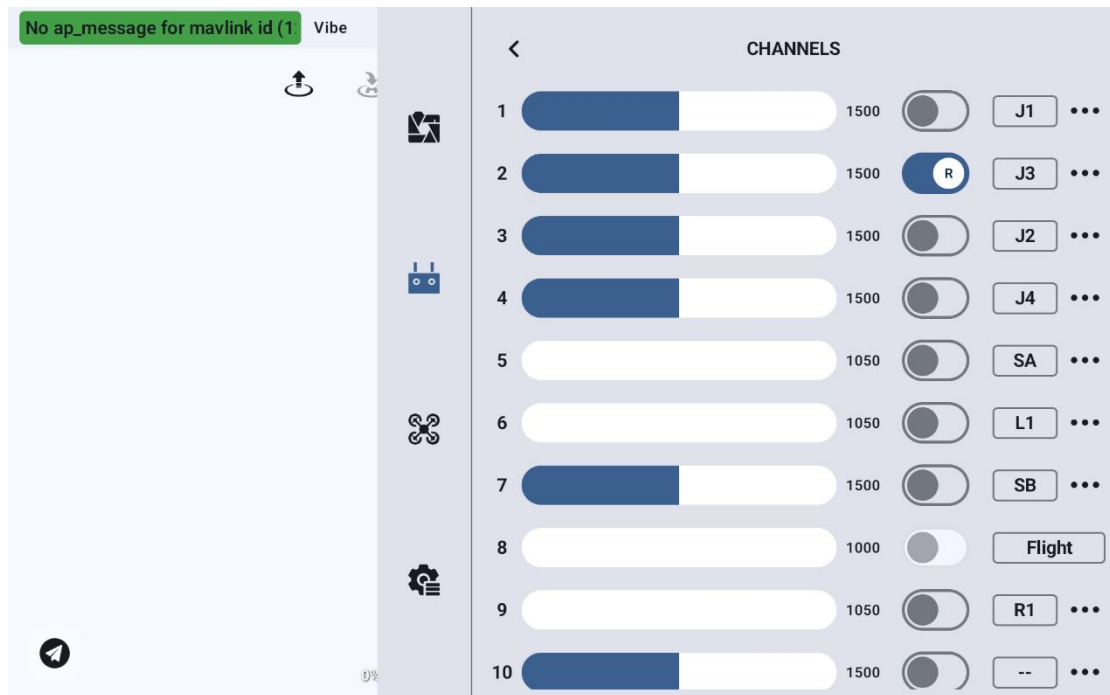 No ap_message for mavlink id (1
Vibe
CHANNELS
1 1500 J1
2 1500 R J3
3 1500 J2
4 1500 J4
5 1050 SA
6 1050 L1
7 1500 SB
8 1000 Flight
9 1050 R1
0%
10 1500 --